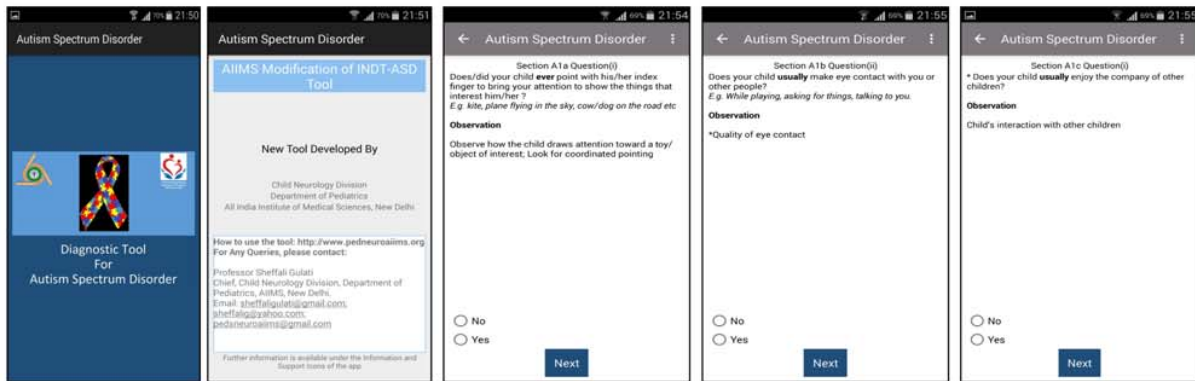 70% 21:50
Autism Spectrum Disorder
Diagnostic Tool
For
Autism Spectrum Disorder
70% 21:51
Autism Spectrum Disorder
AIIMS Modification of INDT-ASD
Tool
New Tool Developed By
Child Neurology Division
Department of Pediatrics
All India Institute of Medical Sciences, New Delhi
How to use the tool: http://www.pedneuroaiims.org
For Any Queries, please contact:
Professor Sheffali Gulati
Chief, Child Neurology Division, Department of
Pediatrics, AIIMS, New Delhi.
Email: sheffaligulati@gmail.com;
sheffalig@yahoo.com;
pedsneuroaiims@gmail.com
Further information is available under the Information and
Support Icons of the app
69% 21:54
Autism Spectrum Disorder
Section A1a Question(i)
Does/did your child ever point with his/her index
finger to bring your attention to show the things that
interest him/her ?
E.g. kite, plane flying in the sky, cow/dog on the road etc
Observation
Observe how the child draws attention toward a toy/
object of interest; Look for coordinated pointing
No
Yes
Next
69% 21:55
Autism Spectrum Disorder
Section A1b Question(ii)
Does your child usually make eye contact with you or
other people?
E.g. While playing, asking for things, talking to you.
Observation
*Quality of eye contact
No
Yes
Next
69% 21:55
Autism Spectrum Disorder
Section A1c Question(i)
* Does your child usually enjoy the company of other
children?
Observation
Child's interaction with other children
No
Yes
Next